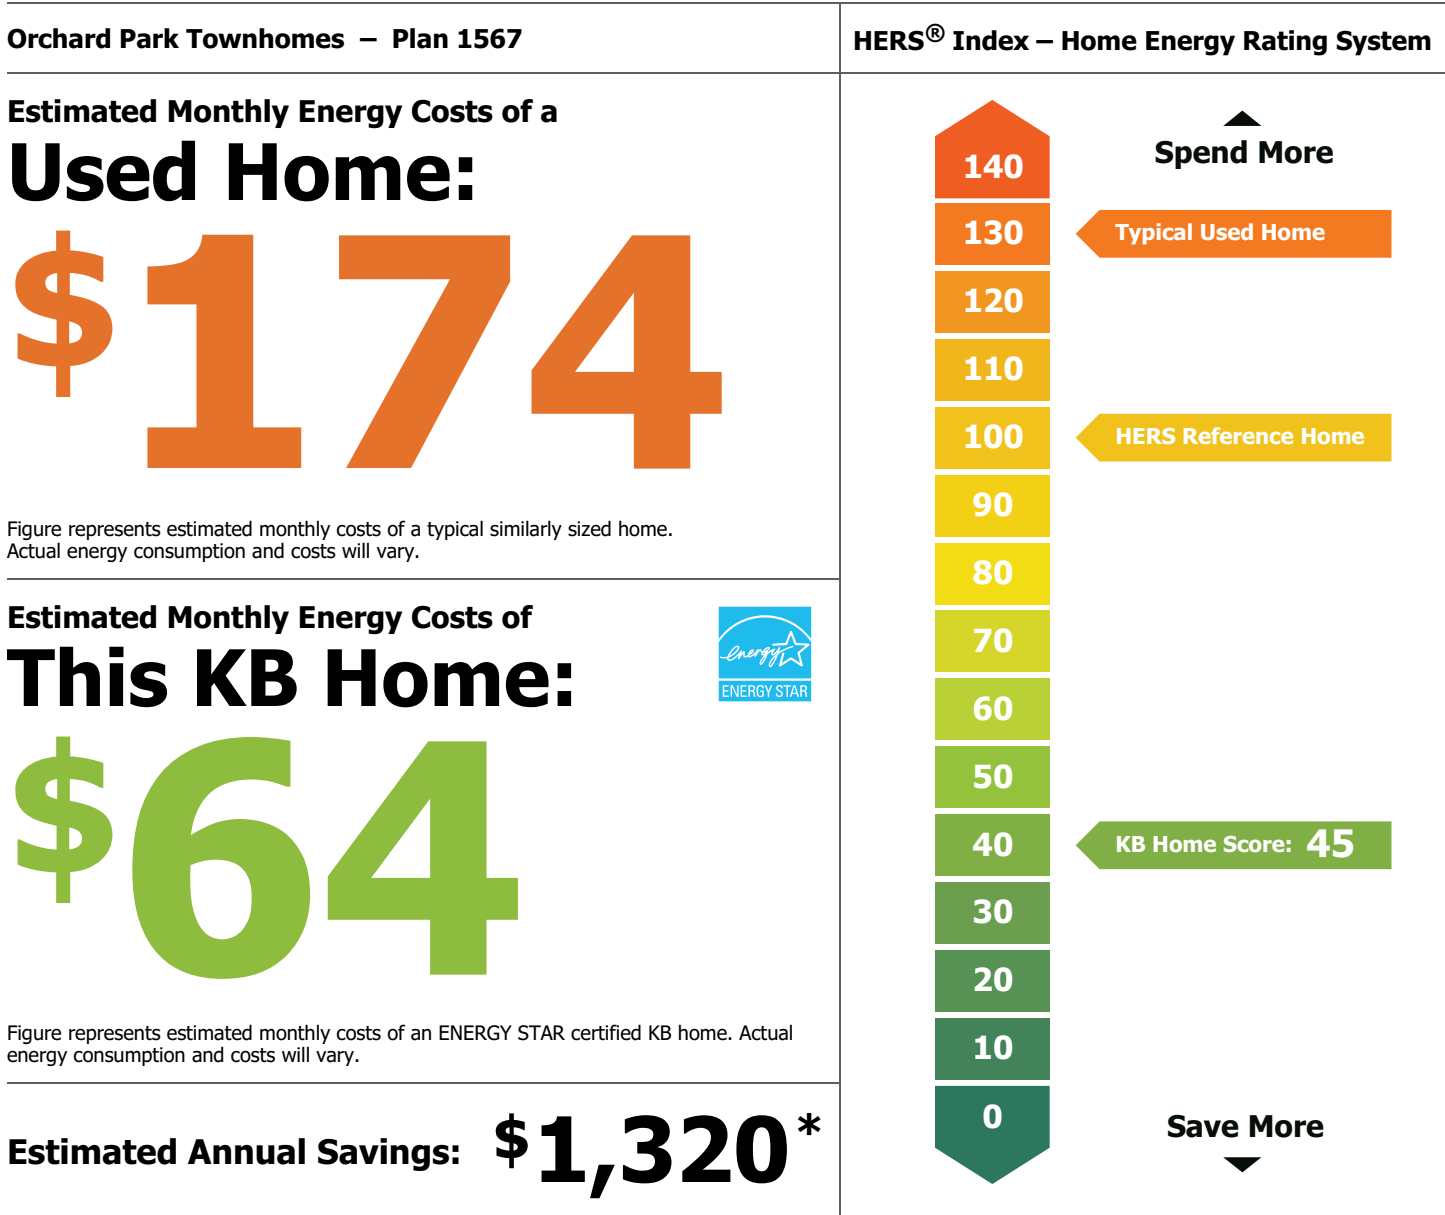 Orchard Park Townhomes – Plan 1567
Estimated Monthly Energy Costs of a
Used Home:
$174
Figure represents estimated monthly costs of a typical similarly sized home.
Actual energy consumption and costs will vary.
Estimated Monthly Energy Costs of
This KB Home:
energy
ENERGY STAR
$64
Figure represents estimated monthly costs of an ENERGY STAR certified KB home. Actual
energy consumption and costs will vary.
Estimated Annual Savings: $1,320*
HERS® Index – Home Energy Rating System
Spend More
140
130 Typical Used Home
120
110
100 HERS Reference Home
90
80
70
60
50
40 KB Home Score: 45
30
20
10
0
Save More